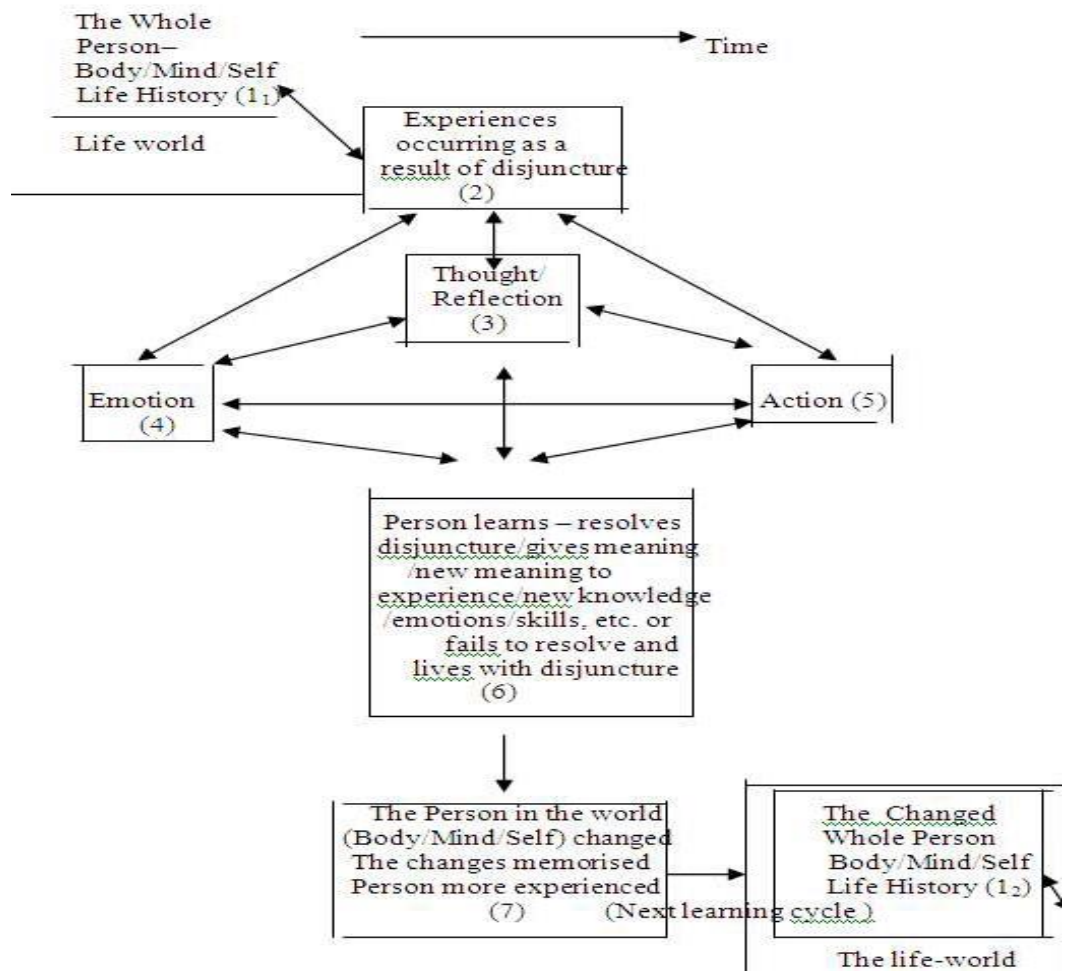 The Whole
Person–
Body/Mind/Self
Life History (1₁)
Life world
Time
Experiences
occurring as a
result of disjuncture
(2)
Thought/
Reflection
(3)
Emotion
(4)
Action (5)
Person learns – resolves
disjuncture/gives meaning
/new meaning to
experience/new knowledge
/emotions/skills, etc. or
fails to resolve and
lives with disjuncture
(6)
The Person in the world
(Body/Mind/Self) changed
The changes memorised
Person more experienced
(7) (Next learning cycle )
The Changed
Whole Person
Body/Mind/Self
Life History (1₂)
The life-world